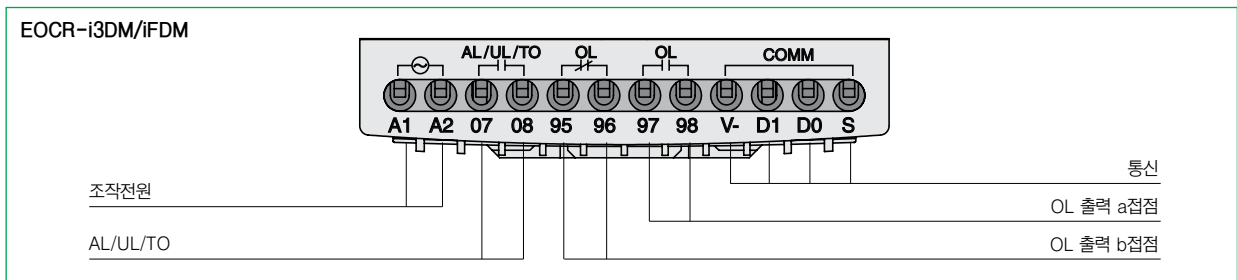 EOCR-i3DM/iFDM
AL/UL/TO OL OL COMM
A1 A2 07 08 95 96 97 98 V- D1 D0 S
통신
조작전원
OL 출력 a접점
AL/UL/TO
OL 출력 b접점